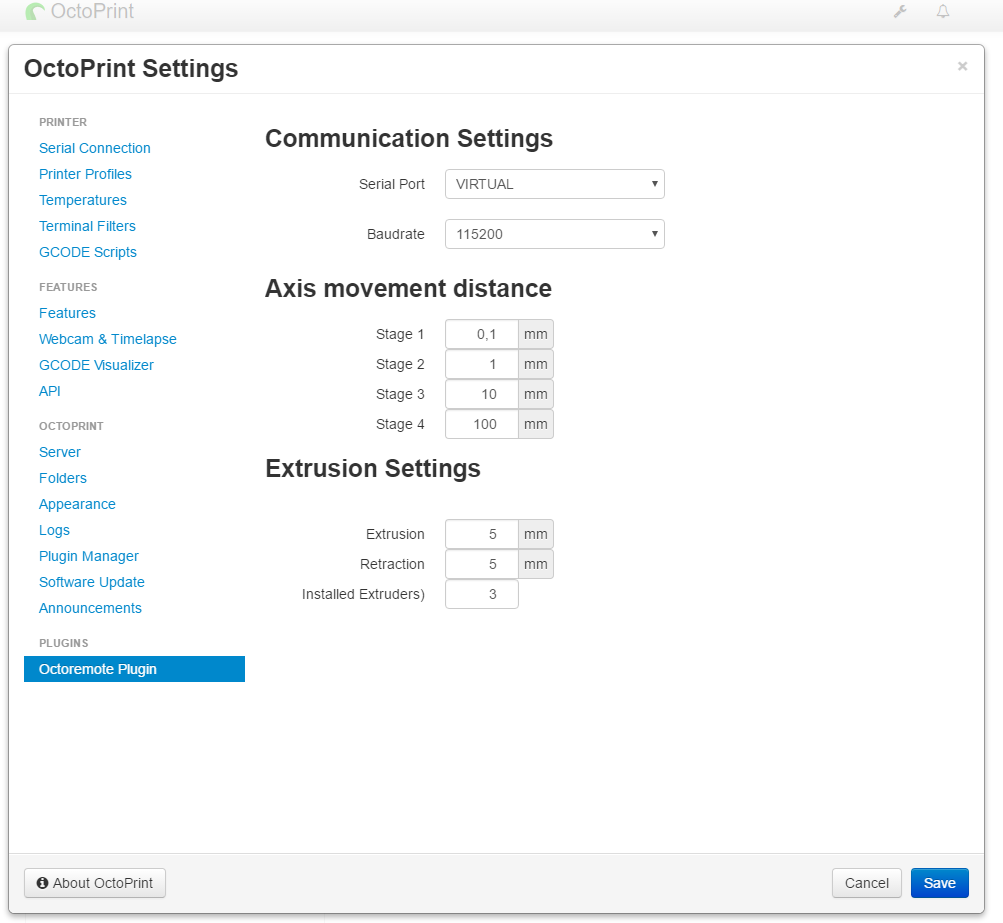 OctoPrint
OctoPrint Settings
×
PRINTER
Serial Connection
Printer Profiles
Temperatures
Terminal Filters
GCODE Scripts
FEATURES
Features
Webcam & Timelapse
GCODE Visualizer
API
OCTOPRINT
Server
Folders
Appearance
Logs
Plugin Manager
Software Update
Announcements
PLUGINS
Octoremote Plugin
Communication Settings
Serial Port VIRTUAL
Baudrate 115200
Axis movement distance
Stage 1 0,1 mm
Stage 2 1 mm
Stage 3 10 mm
Stage 4 100 mm
Extrusion Settings
Extrusion 5 mm
Retraction 5 mm
Installed Extruders) 3
About OctoPrint Cancel Save